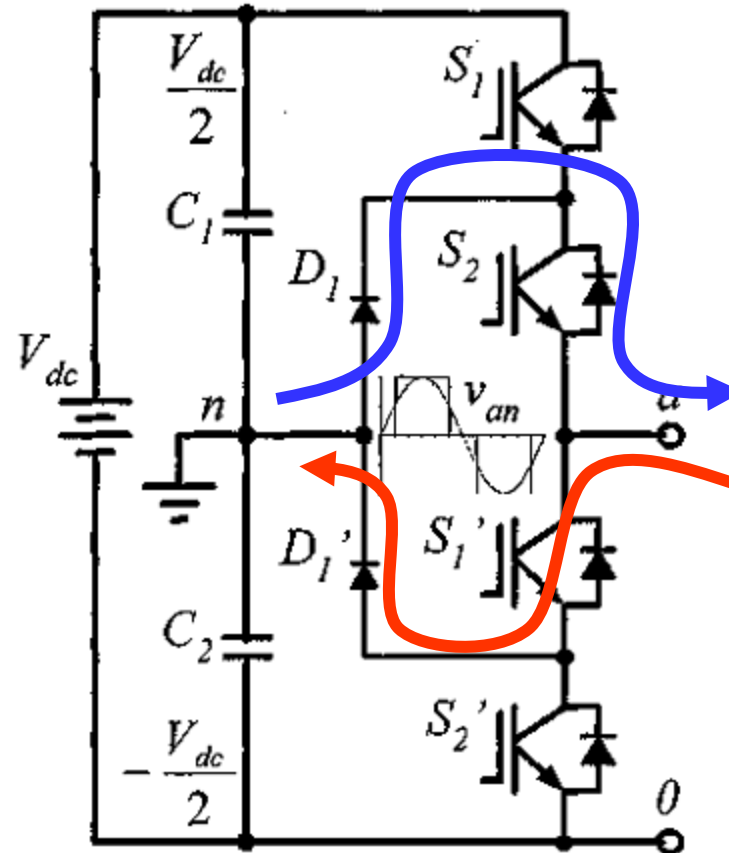 V_dc/2
S_1
C_1
S_2
D_1
V_dc
n
v_an
a
D_1'
S_1'
C_2
S_2'
-V_dc/2
0